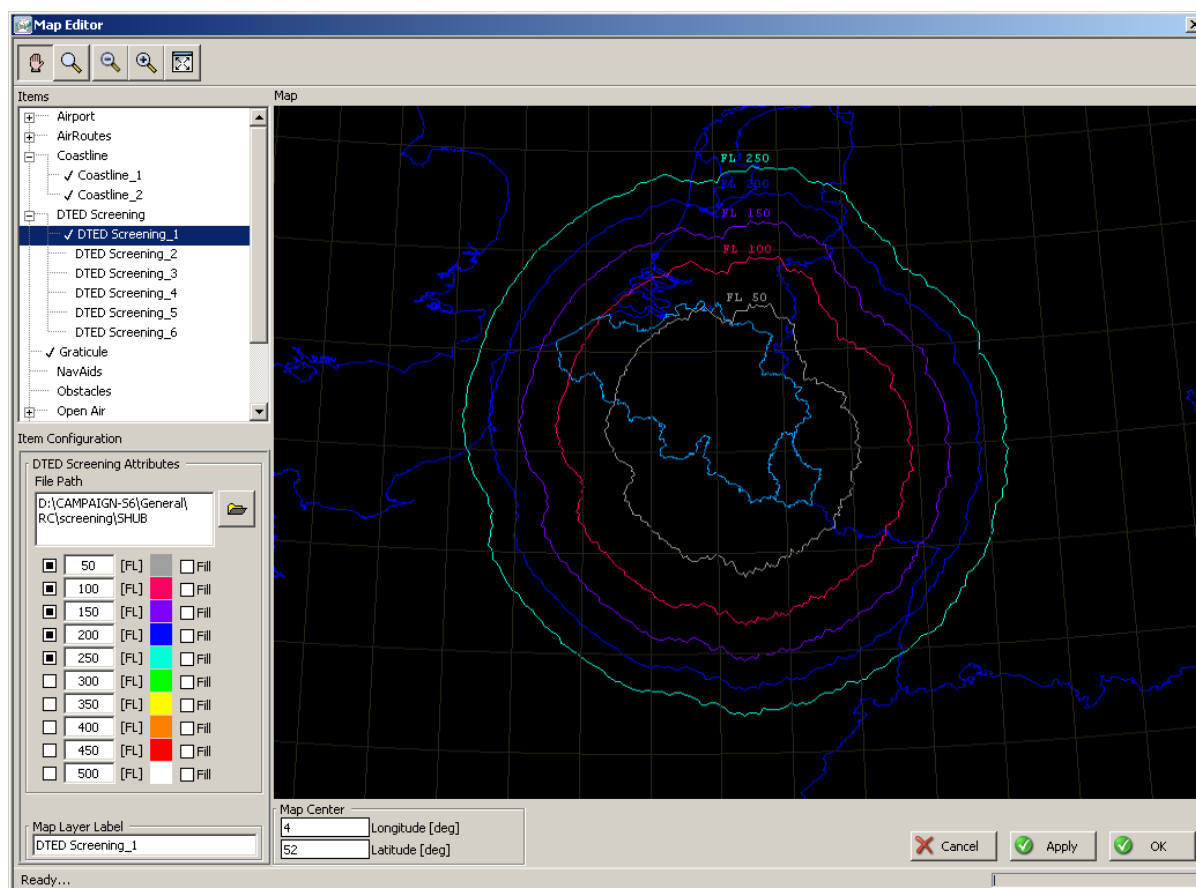 Map Editor
Items
Map
Airport
AirRoutes
Coastline
Coastline_1
Coastline_2
DTED Screening
DTED Screening_1
DTED Screening_2
DTED Screening_3
DTED Screening_4
DTED Screening_5
DTED Screening_6
Graticule
NavAids
Obstacles
Open Air
FL 250
FL 200
FL 150
FL 100
FL 50
Item Configuration
DTED Screening Attributes
File Path
D:\CAMPAIGN-S6\General\
RC\screening\SHUB
50 [FL] Fill
100 [FL] Fill
150 [FL] Fill
200 [FL] Fill
250 [FL] Fill
300 [FL] Fill
350 [FL] Fill
400 [FL] Fill
450 [FL] Fill
500 [FL] Fill
Map Layer Label
DTED Screening_1
Map Center
4 Longitude [deg]
52 Latitude [deg]
Cancel Apply OK
Ready...